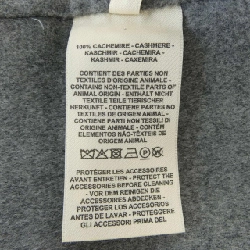 100% CACHEMIRE - CASHMERE -
KASCHMIR - CACHEMIRA -
KASHMIR - CAXEMIRA
CONTIENT DES PARTIES NON
TEXTILES D'ORIGINE ANIMALE -
CONTAINS NON-TEXTILE PARTS OF
ANIMAL ORIGIN - ENTHÄLT NICHT
TEXTILE TEILE TIERISCHER
HERKUNFT - CONTIENE PARTES NO
TEXTILES DE ORIGEN ANIMAL -
CONTIENE PARTI NON TESSILI DI
ORIGINE ANIMALE - CONTÉM
ELEMENTOS NÃO-TÊXTEIS DE
ORIGEM ANIMAL
PROTÉGER LES ACCESSOIRES
AVANT ENTRETIEN - PROTECT THE
ACCESSORIES BEFORE CLEANING
- VOR DEM REINIGEN DIE
ACCESSOIRES ABDECKEN -
PROTEGER LOS ACCESORIOS
ANTES DE LAVAR - PROTEGGERE
GLI ACCESSORI PRIMA DEL